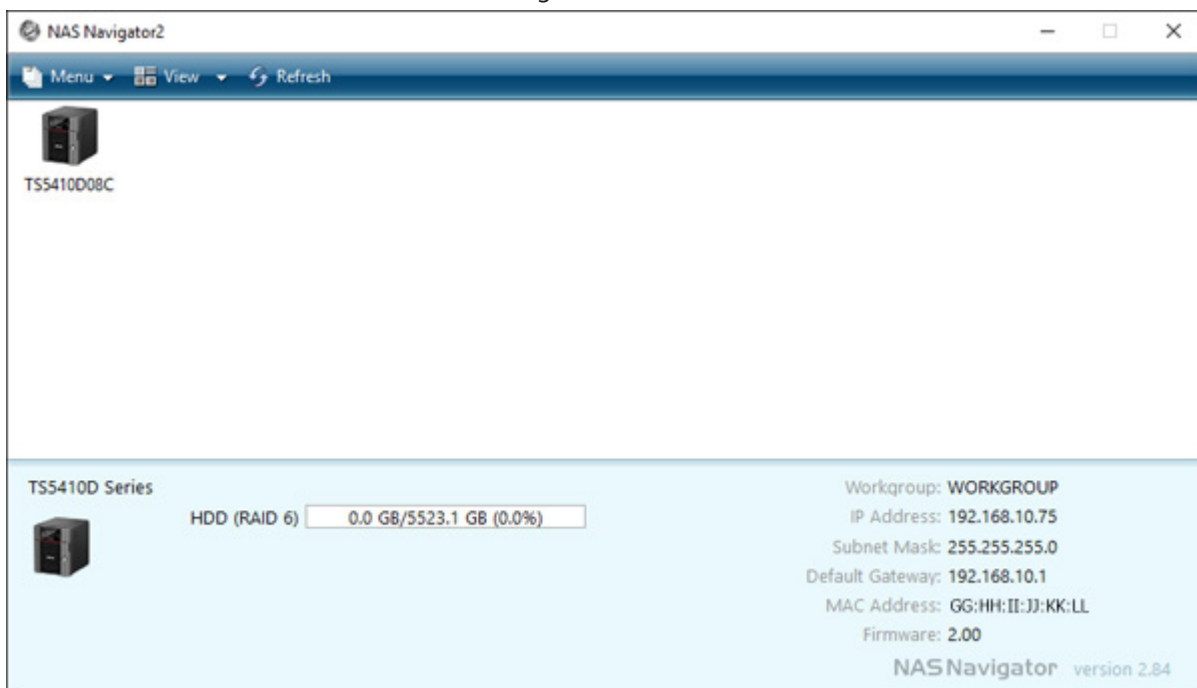 NAS Navigator2
Menu View Refresh
TS5410D08C
TS5410D Series
HDD (RAID 6) 0.0 GB/5523.1 GB (0.0%)
Workgroup: WORKGROUP
IP Address: 192.168.10.75
Subnet Mask: 255.255.255.0
Default Gateway: 192.168.10.1
MAC Address: GG:HH:II:JJ:KK:LL
Firmware: 2.00
NAS Navigator version 2.84